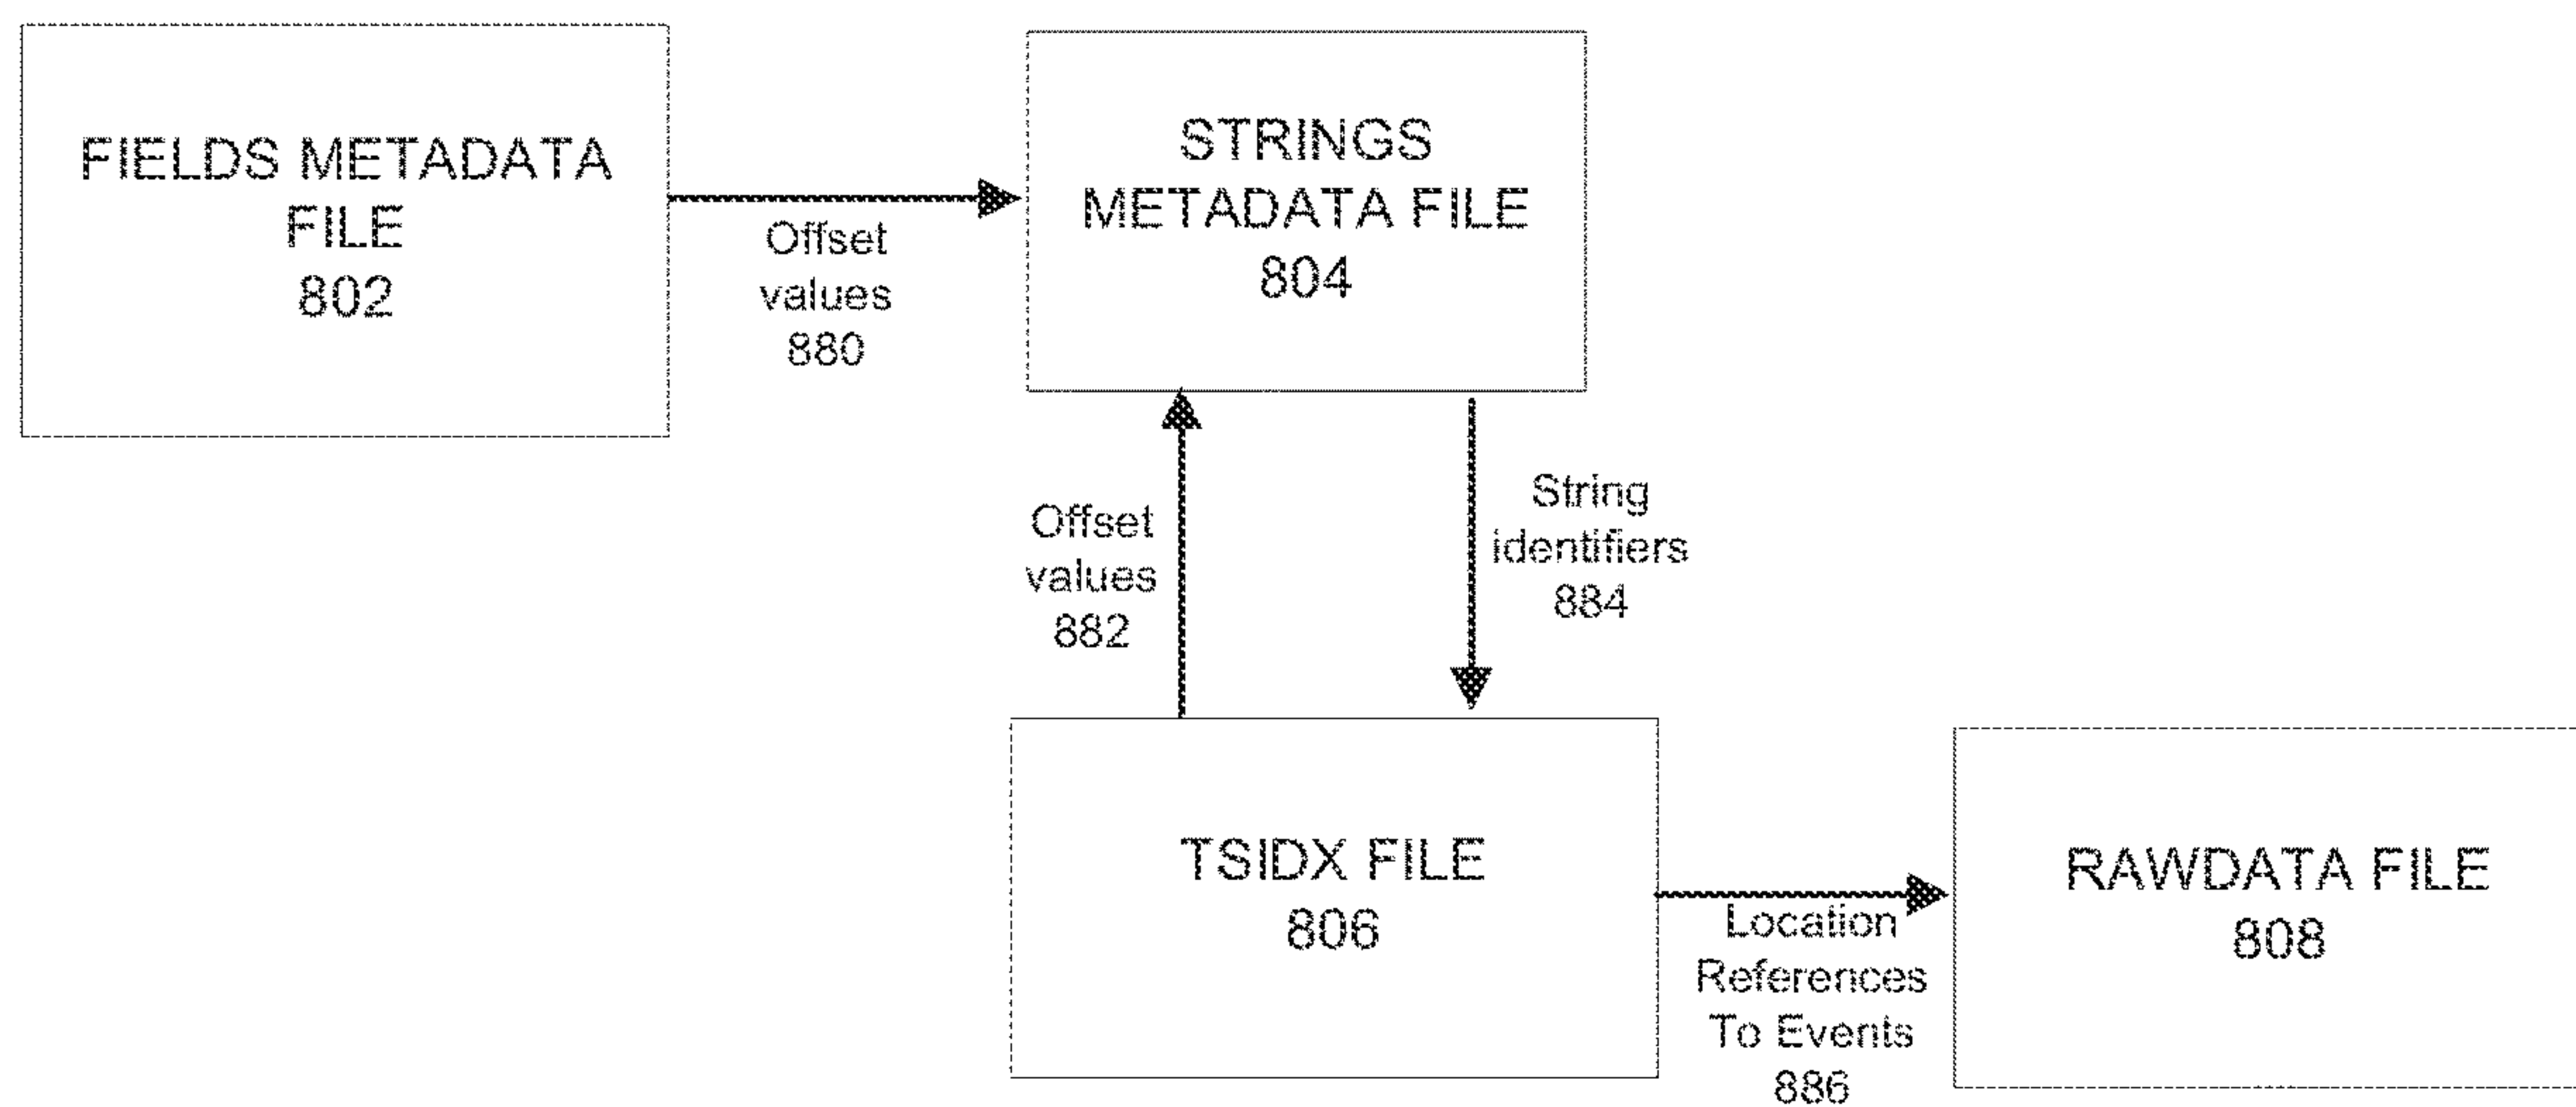 FIELDS METADATA
FILE
802
Offset
values
880
STRINGS
METADATA FILE
804
Offset
values
882
String
identifiers
884
TSIDX FILE
806
Location
References
To Events
886
RAWDATA FILE
808